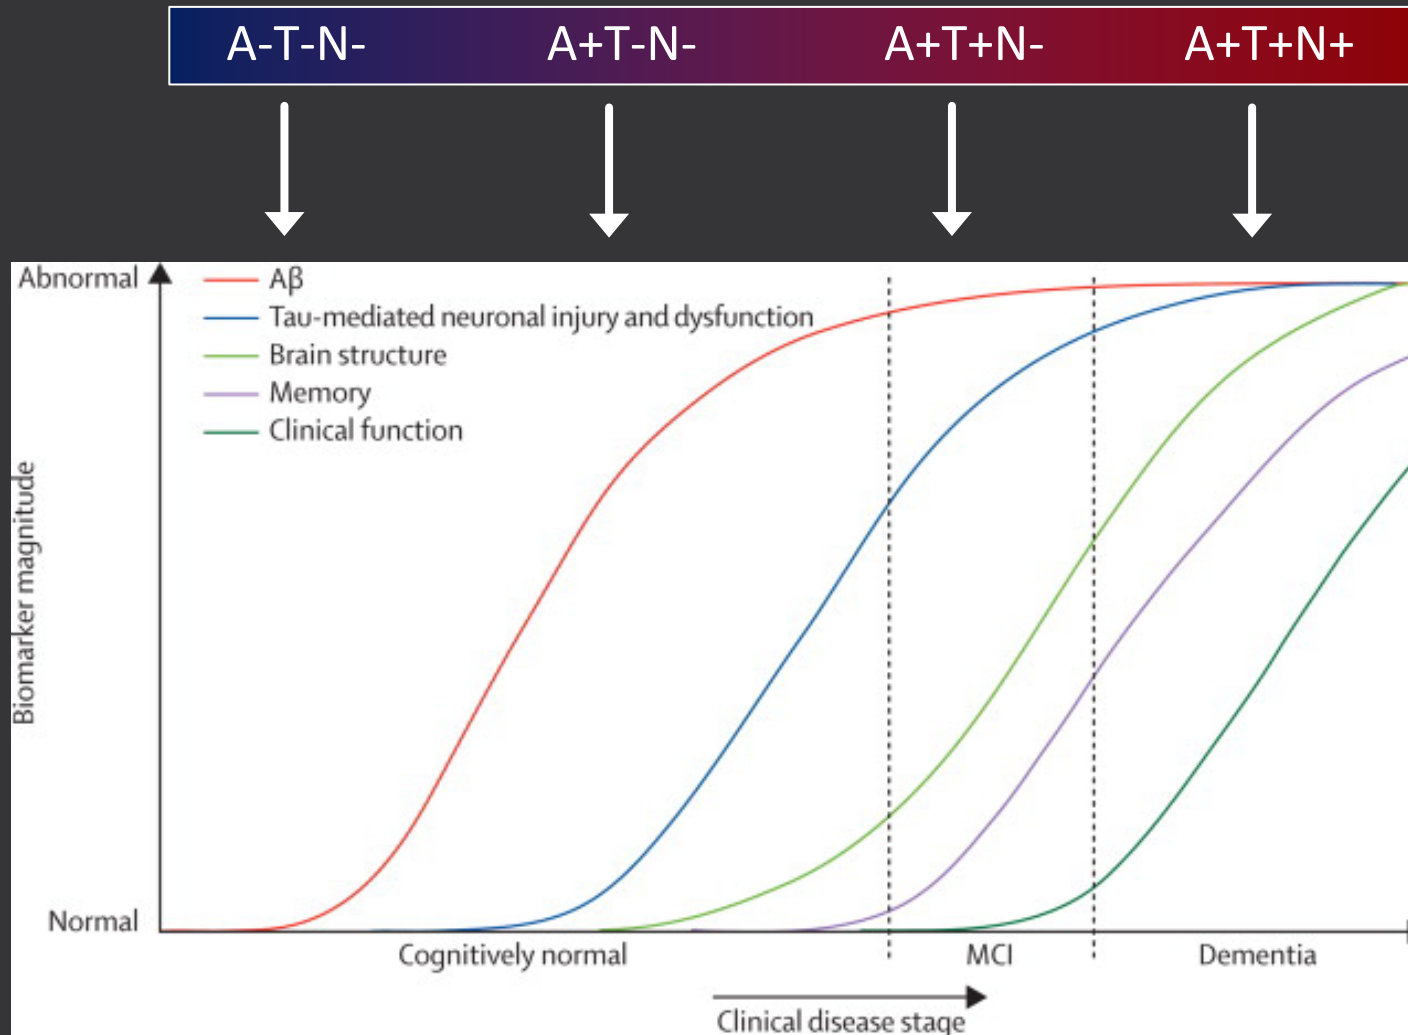 A-T-N- A+T-N- A+T+N- A+T+N+
Abnormal
Aβ
Tau-mediated neuronal injury and dysfunction
Brain structure
Memory
Clinical function
Biomarker magnitude
Normal
Cognitively normal MCI Dementia
Clinical disease stage